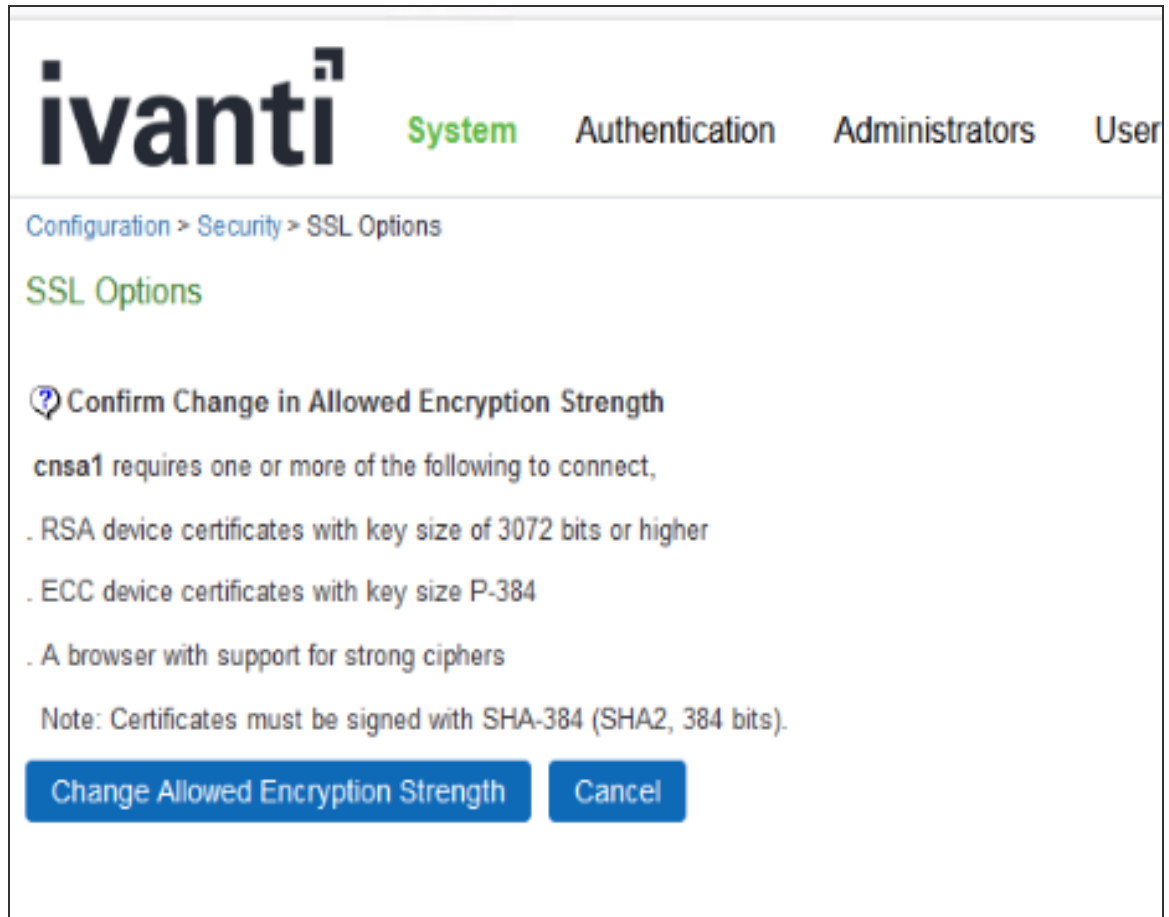 ivanti
System Authentication Administrators User
Configuration > Security > SSL Options
SSL Options
Confirm Change in Allowed Encryption Strength
cnsa1 requires one or more of the following to connect,
. RSA device certificates with key size of 3072 bits or higher
. ECC device certificates with key size P-384
. A browser with support for strong ciphers
Note: Certificates must be signed with SHA-384 (SHA2, 384 bits).
Change Allowed Encryption Strength Cancel